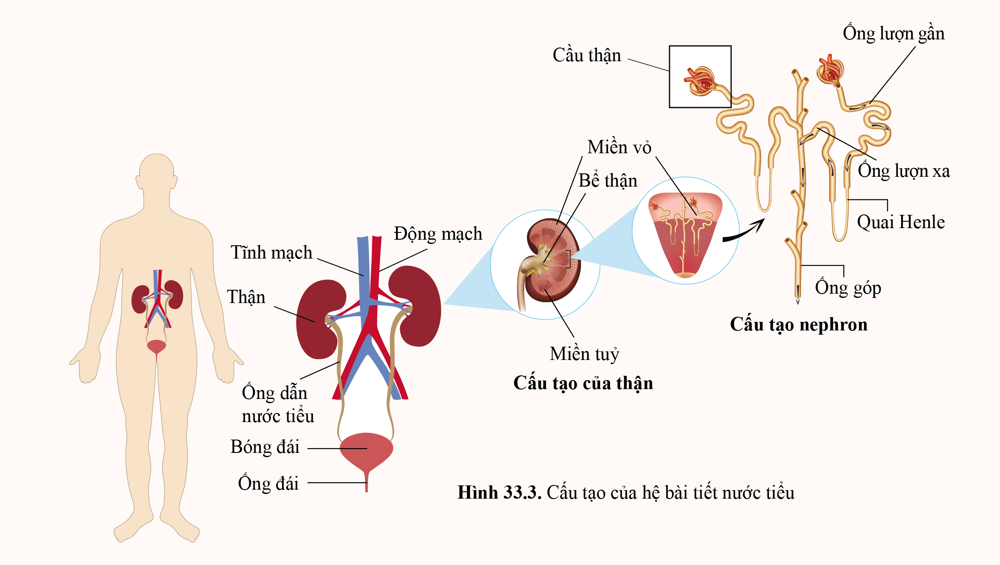 Ống lượn gần
Cầu thận
Miền vỏ
Bể thận
Ống lượn xa
Quai Henle
Động mạch
Tĩnh mạch
Thận
Ống góp
Cấu tạo nephron
Miền tuỷ
Cấu tạo của thận
Ống dẫn
nước tiểu
Bóng đái
Ống đái
Hình 33.3. Cấu tạo của hệ bài tiết nước tiểu